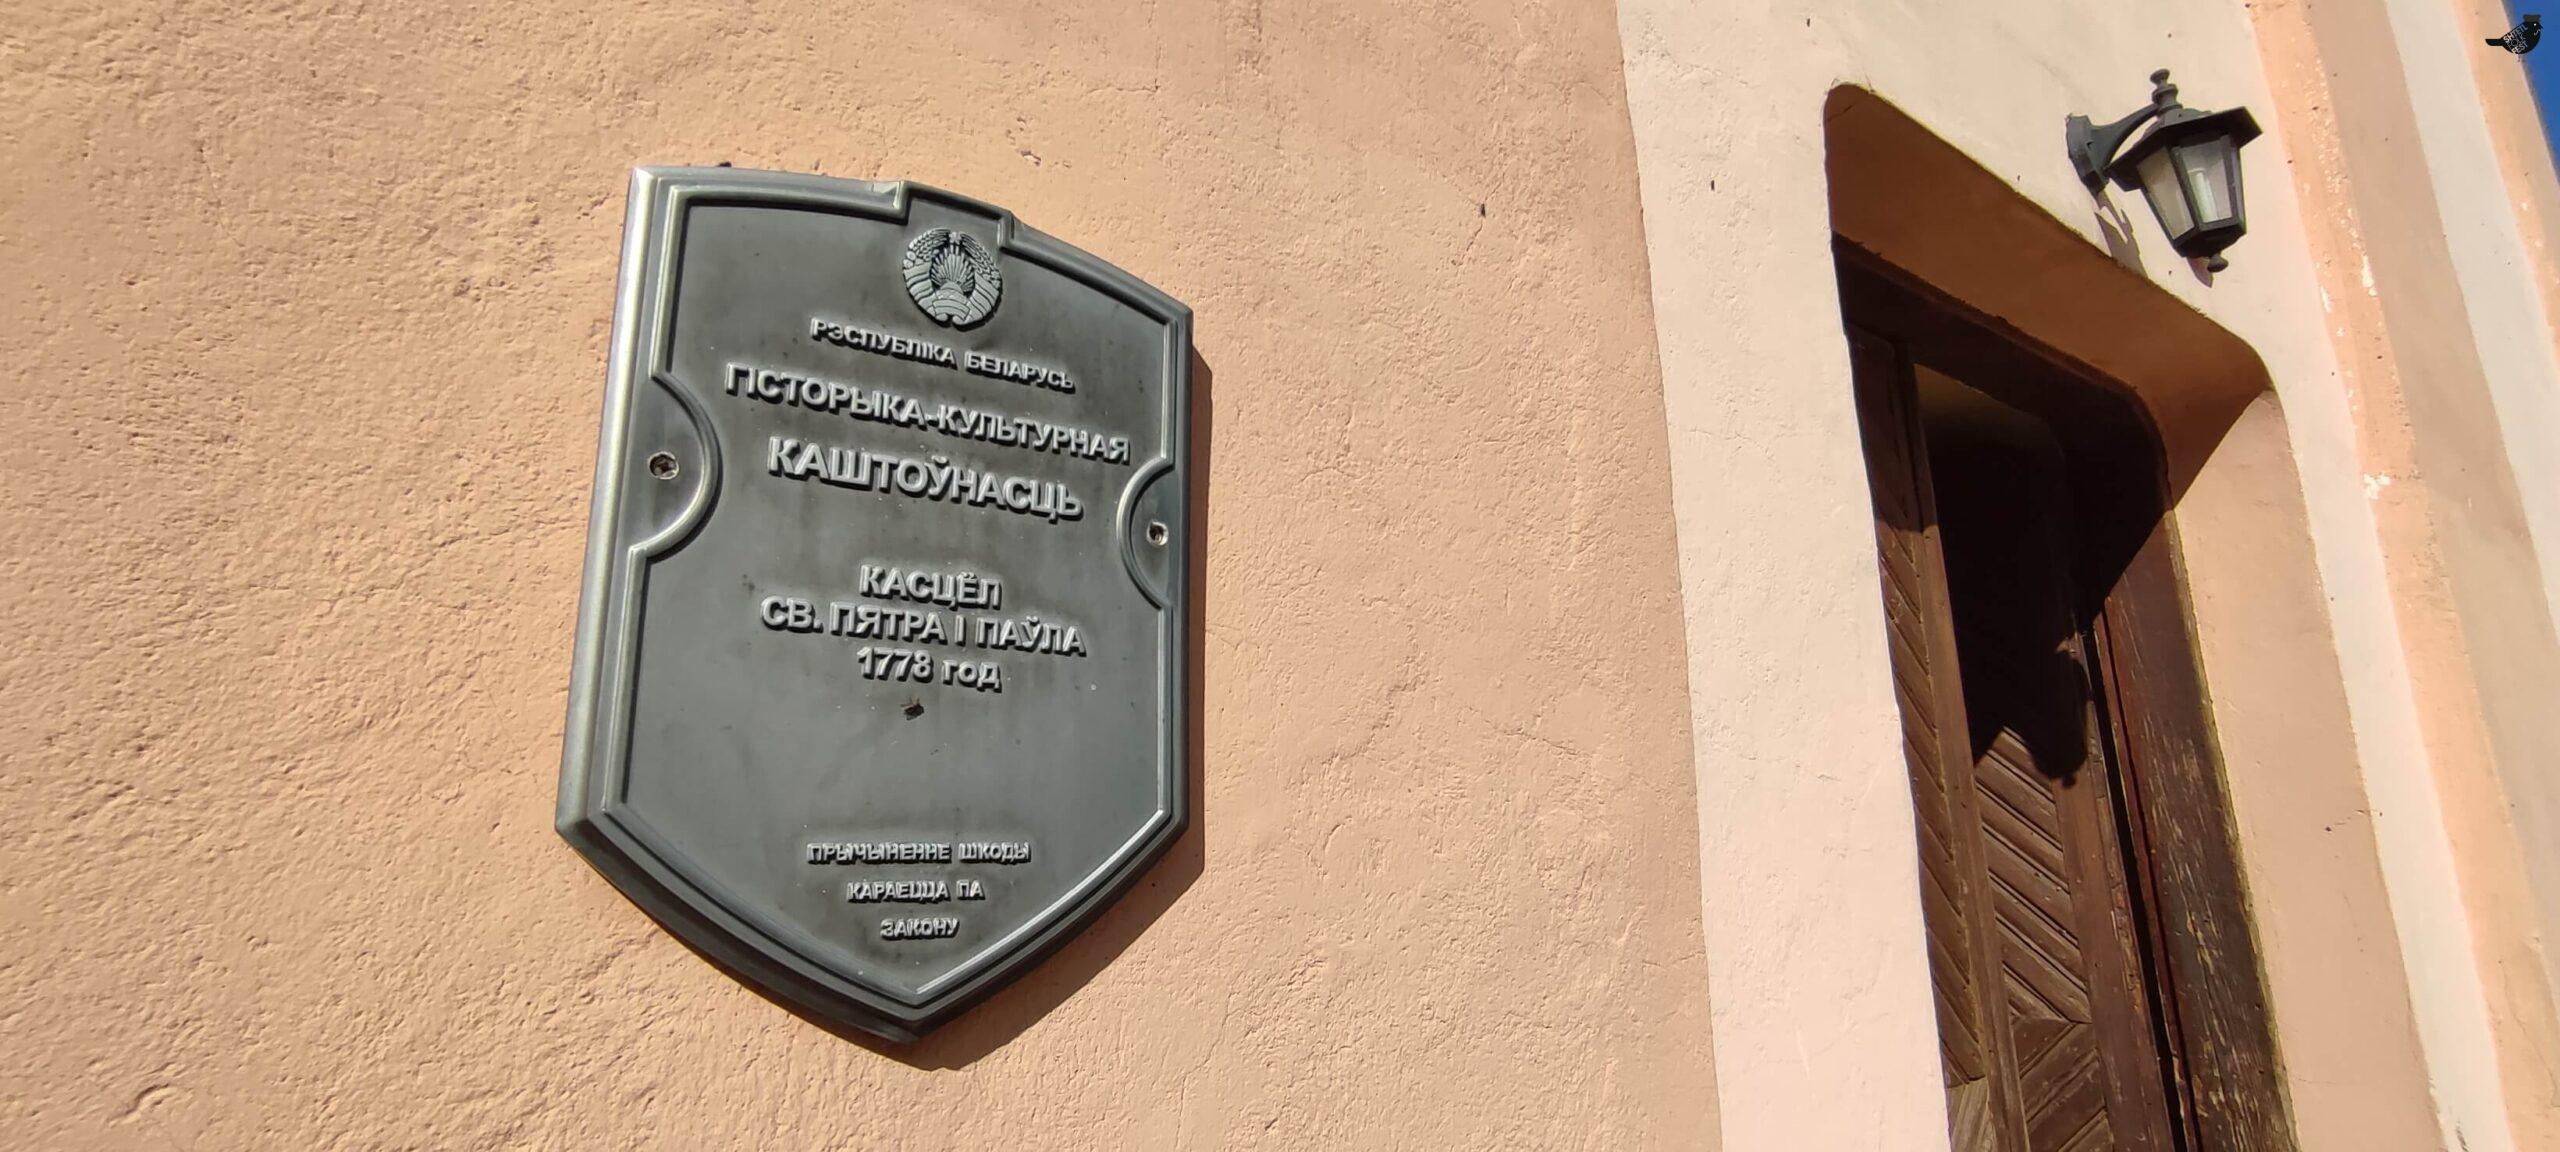 РЭСПУБЛІКА БЕЛАРУСЬ
ГІСТОРЫКА-КУЛЬТУРНАЯ
КАШТОЎНАСЦЬ
КАСЦЁЛ
СВ. ПЯТРА І ПАЎЛА
1778 год
ПРЫЧЫНЕННЕ ШКОДЫ
КАРАЕЦЦА ПА
ЗАКОНУ